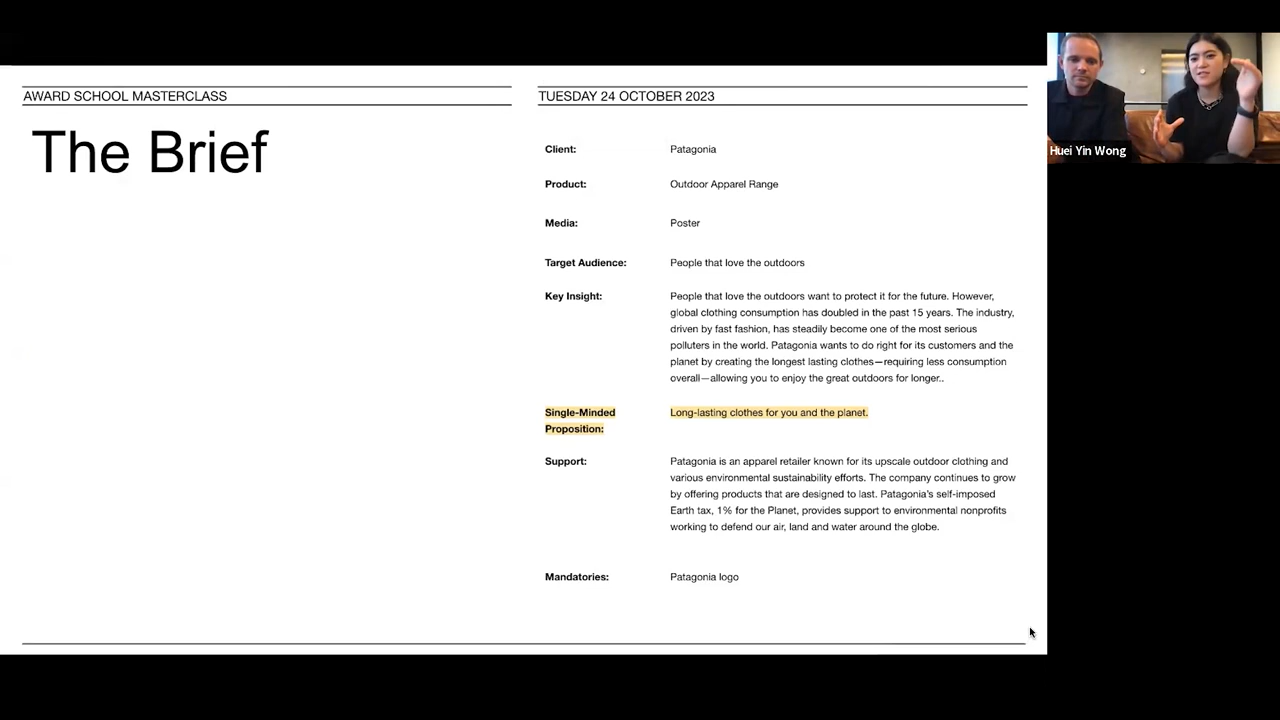 AWARD SCHOOL MASTERCLASS
TUESDAY 24 OCTOBER 2023
The Brief
Client: Patagonia
Product: Outdoor Apparel Range
Media: Poster
Target Audience: People that love the outdoors
Key Insight: People that love the outdoors want to protect it for the future. However,
global clothing consumption has doubled in the past 15 years. The industry,
driven by fast fashion, has steadily become one of the most serious
polluters in the world. Patagonia wants to do right for its customers and the
planet by creating the longest lasting clothes—requiring less consumption
overall—allowing you to enjoy the great outdoors for longer..
Single-Minded Long-lasting clothes for you and the planet.
Proposition:
Support: Patagonia is an apparel retailer known for its upscale outdoor clothing and
various environmental sustainability efforts. The company continues to grow
by offering products that are designed to last. Patagonia's self-imposed
Earth tax, 1% for the Planet, provides support to environmental nonprofits
working to defend our air, land and water around the globe.
Mandatories: Patagonia logo
Huei Yin Wong